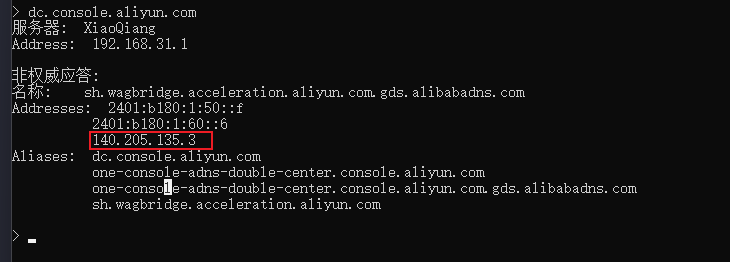 > dc.console.aliyun.com
服务器:  XiaoQiang
Address:  192.168.31.1
非权威应答:
名称:    sh.wagbridge.acceleration.aliyun.com.gds.alibabadns.com
Addresses:  2401:b180:1:50::f
2401:b180:1:60::6
140.205.135.3
Aliases:  dc.console.aliyun.com
one-console-adns-double-center.console.aliyun.com
one-console-adns-double-center.console.aliyun.com.gds.alibabadns.com
sh.wagbridge.acceleration.aliyun.com
>